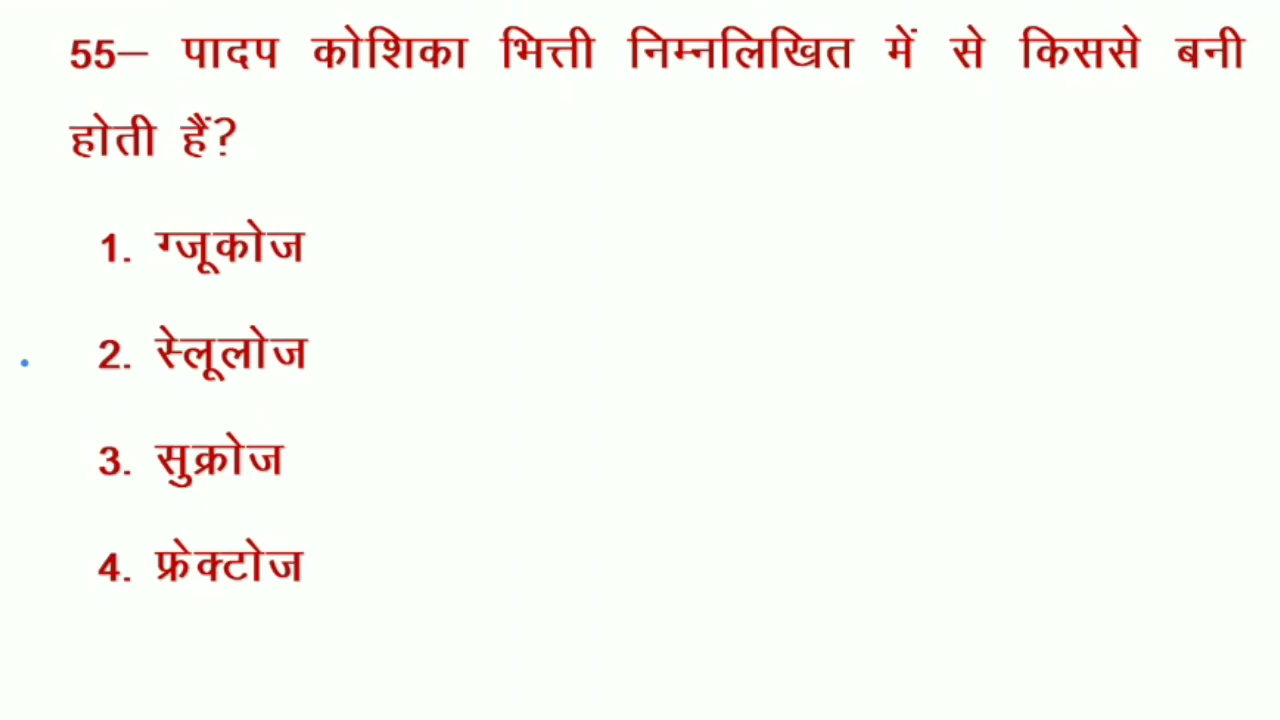 55– पादप कोशिका भित्ती निम्नलिखित में से किससे बनी
होती हैं?
1. ग्जूकोज
2. स्लेूलोज
3. सुक्रोज
4. फ्रेक्टोज